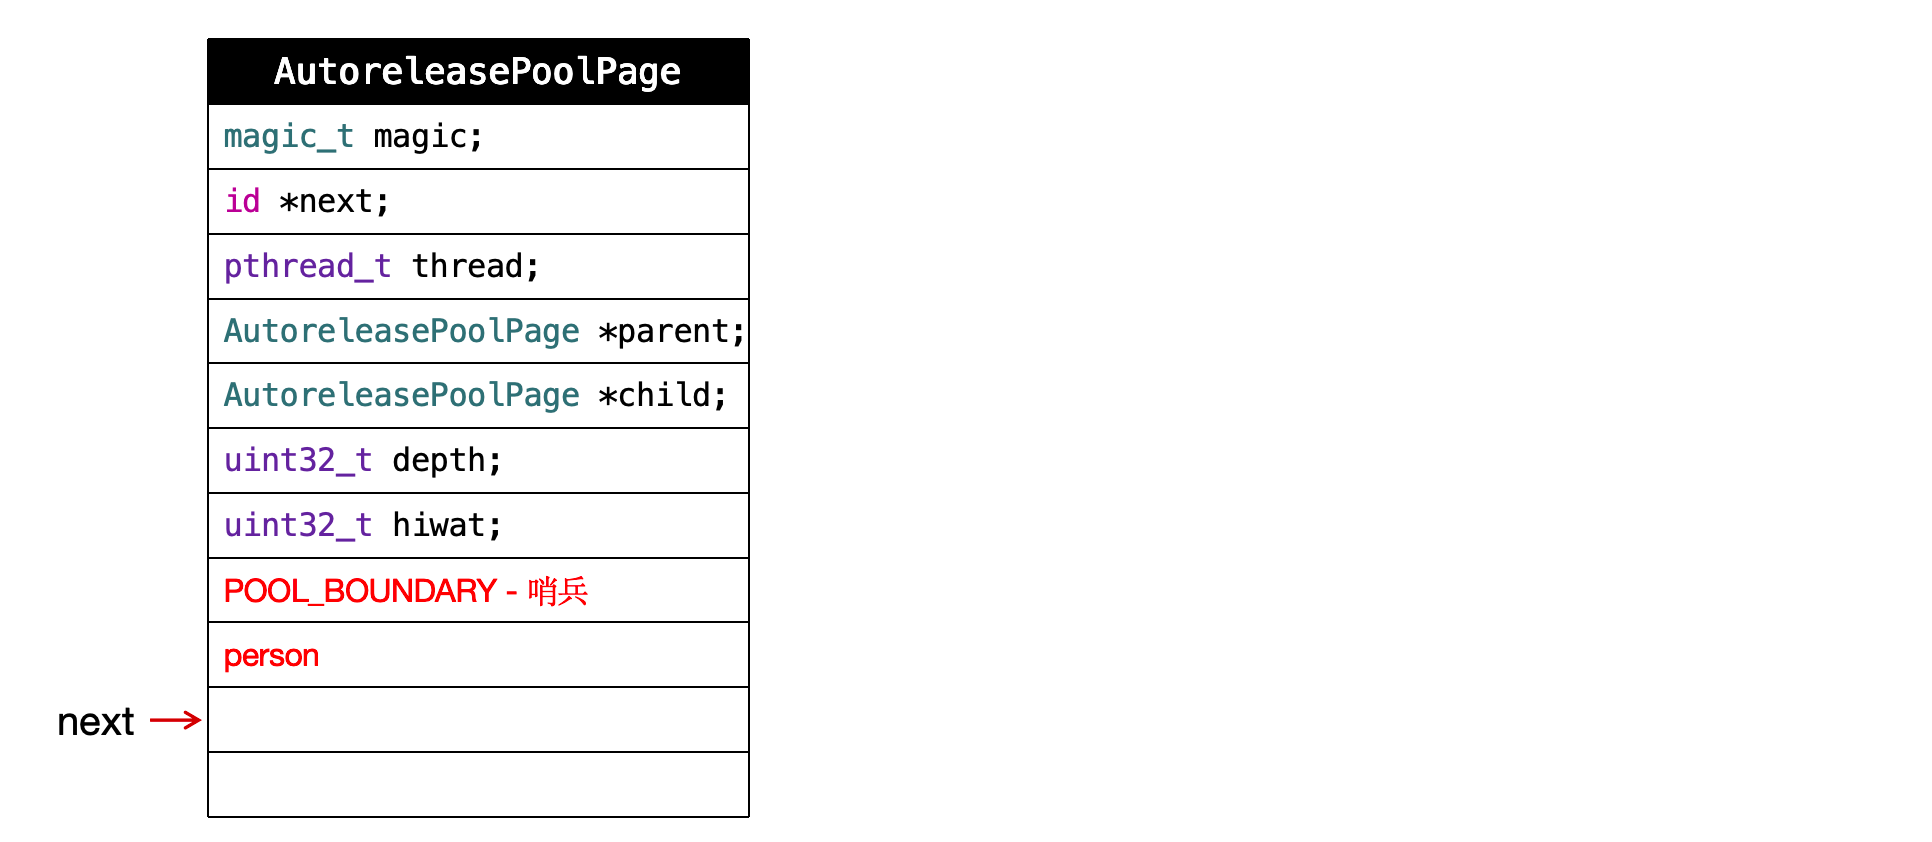 AutoreleasePoolPage
magic_t magic;
id *next;
pthread_t thread;
AutoreleasePoolPage *parent;
AutoreleasePoolPage *child;
uint32_t depth;
uint32_t hiwat;
POOL_BOUNDARY - 哨兵
person
next